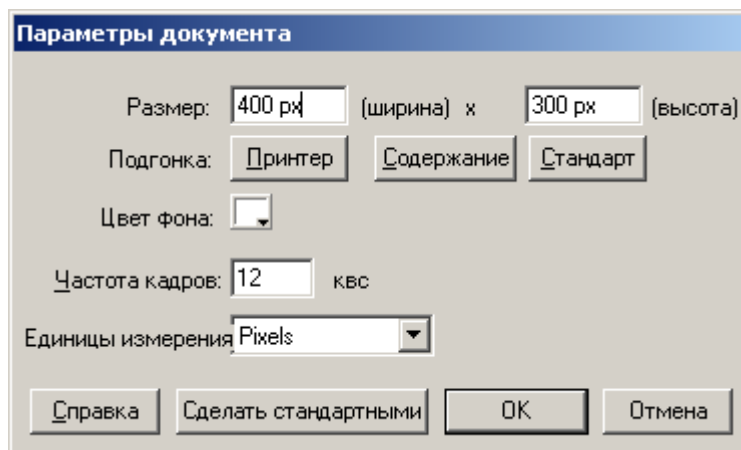 Параметры документа
Размер: 400 px (ширина) x 300 px (высота)
Подгонка: Принтер Содержание Стандарт
Цвет фона:
Частота кадров: 12 квс
Единицы измерения Pixels
Справка Сделать стандартными OK Отмена